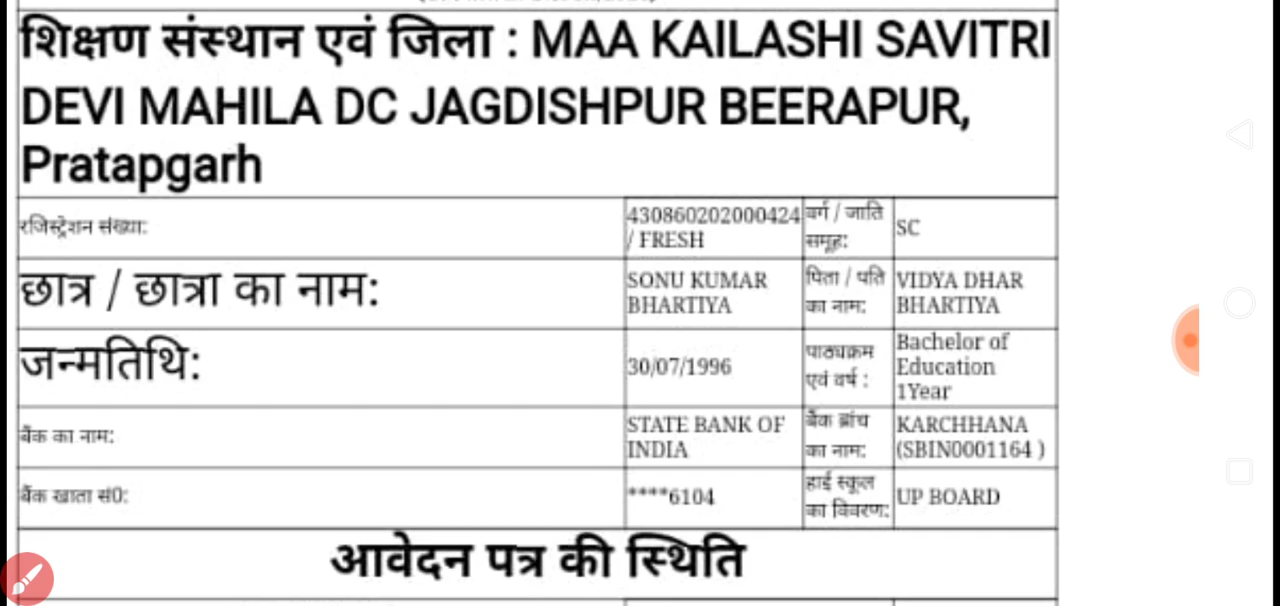 शिक्षण संस्थान एवं जिला : MAA KAILASHI SAVITRI
DEVI MAHILA DC JAGDISHPUR BEERAPUR,
Pratapgarh
रजिस्ट्रेशन संख्या:
430860202000424
/ FRESH
वर्ग / जाति
समूह:
SC
छात्र / छात्रा का नाम:
SONU KUMAR
BHARTIYA
पिता / पति
का नाम:
VIDYA DHAR
BHARTIYA
जन्मतिथि:
30/07/1996
पाठ्यक्रम
एवं वर्ष :
Bachelor of
Education
1Year
बैंक का नाम:
STATE BANK OF
INDIA
बैंक ब्रांच
का नाम:
KARCHHANA
(SBIN0001164 )
बैंक खाता सं0:
****6104
हाई स्कूल
का विवरण:
UP BOARD
आवेदन पत्र की स्थिति